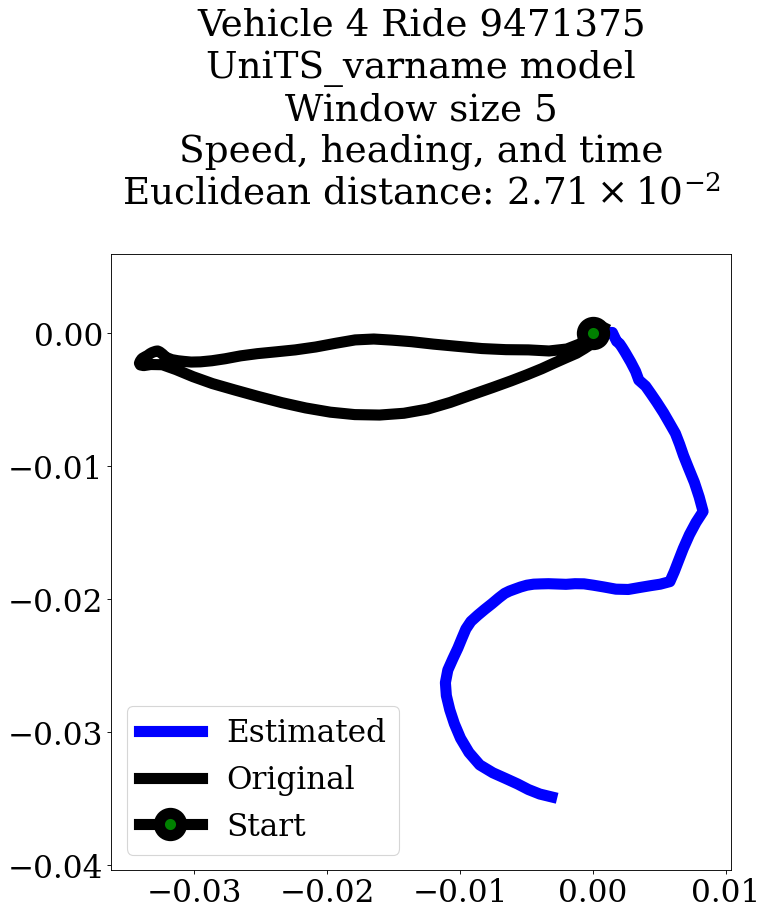 Vehicle 4 Ride 9471375
UniTS_varname model
Window size 5
Speed, heading, and time
Euclidean distance: 2.71 × 10⁻²
0.00
−0.01
−0.02
−0.03
−0.04
Estimated
Original
Start
−0.03 −0.02 −0.01 0.00 0.01